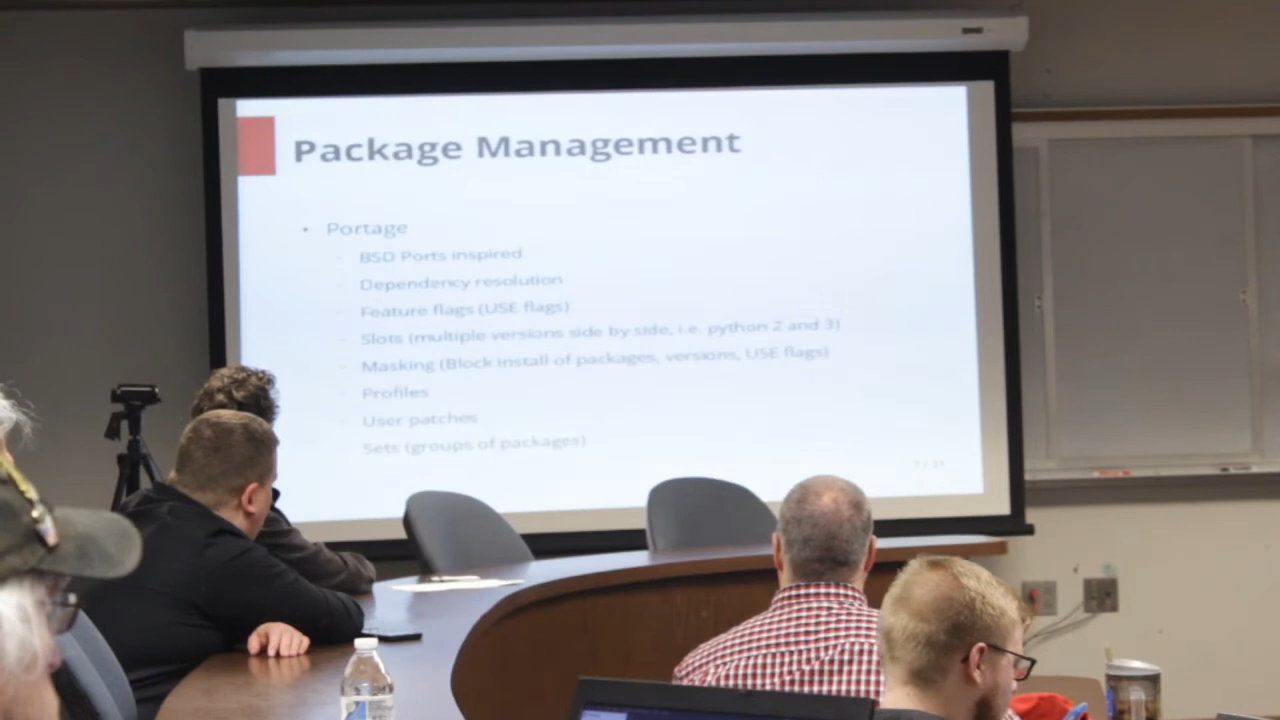 Package Management
• Portage
- BSD Ports inspired
- Dependency resolution
- Feature flags (USE flags)
- Slots (multiple versions side by side, i.e. python 2 and 3)
- Masking (Block install of packages, versions, USE flags)
- Profiles
- User patches
- Sets (groups of packages)